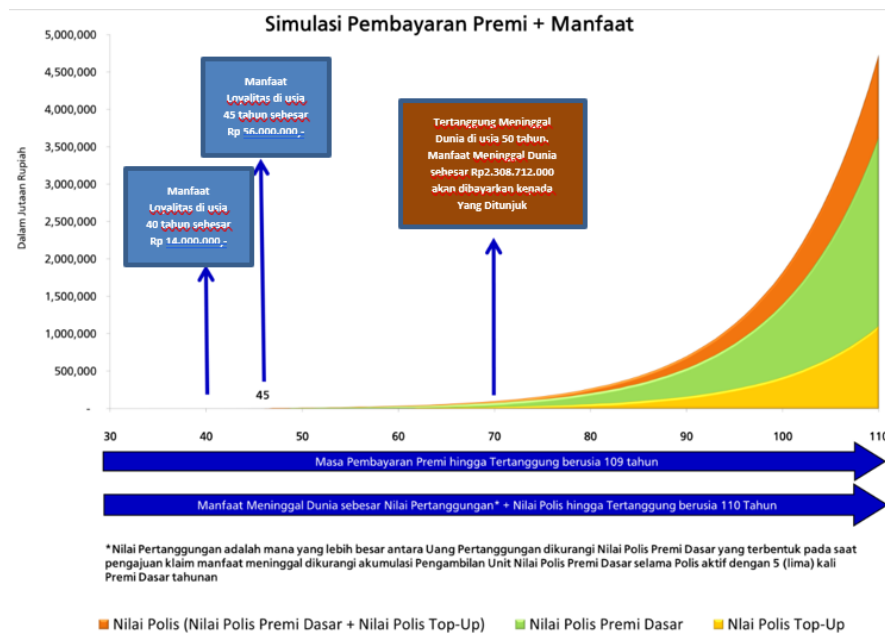 Simulasi Pembayaran Premi + Manfaat
Dalam Jutaan Rupiah
5,000,000
4,500,000
4,000,000
3,500,000
3,000,000
2,500,000
2,000,000
1,500,000
1,000,000
500,000
-
Manfaat
Loyalitas di usia
40 tahun sebesar
Rp 14.000.000,-
Manfaat
Loyalitas di usia
45 tahun sebesar
Rp 56.000.000,-
Tertanggung Meninggal
Dunia di usia 50 tahun.
Manfaat Meninggal Dunia
sebesar Rp2.308.712.000
akan dibayarkan kepada
Yang Ditunjuk
45
30 40 50 60 70 80 90 100 110
Masa Pembayaran Premi hingga Tertanggung berusia 109 tahun
Manfaat Meninggal Dunia sebesar Nilai Pertanggungan* + Nilai Polis hingga Tertanggung berusia 110 Tahun
*Nilai Pertanggungan adalah mana yang lebih besar antara Uang Pertanggungan dikurangi Nilai Polis Premi Dasar yang terbentuk pada saat
pengajuan klaim manfaat meninggal dikurangi akumulasi Pengambilan Unit Nilai Polis Premi Dasar selama Polis aktif dengan 5 (lima) kali
Premi Dasar tahunan
Nilai Polis (Nilai Polis Premi Dasar + Nilai Polis Top-Up) Nilai Polis Premi Dasar Nlai Polis Top-Up